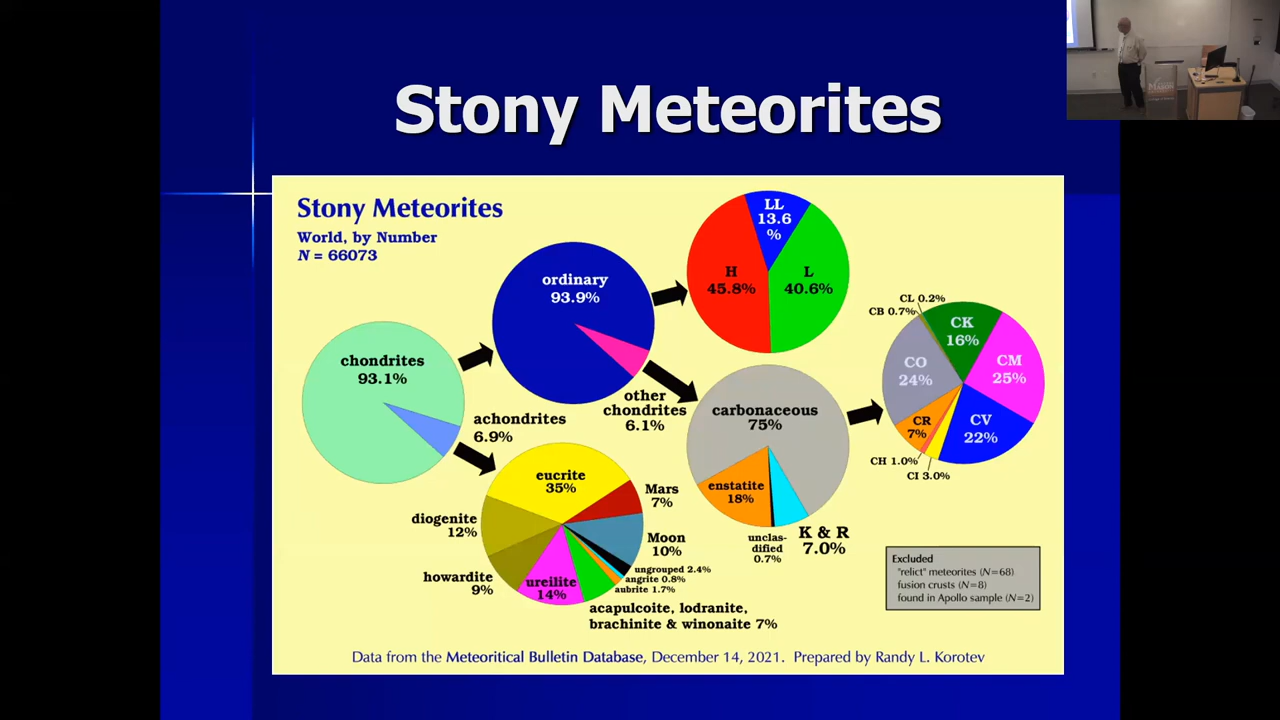 Stony Meteorites
Stony Meteorites
World, by Number
N = 66073
chondrites
93.1%
achondrites
6.9%
ordinary
93.9%
other
chondrites
6.1%
LL
13.6
%
H
45.8%
L
40.6%
carbonaceous
75%
enstatite
18%
unclas-
dified
0.7%
K & R
7.0%
CL 0.2%
CB 0.7%
CK
16%
CM
25%
CO
24%
CV
22%
CR
7%
CH 1.0%
CI 3.0%
eucrite
35%
Mars
7%
Moon
10%
diogenite
12%
howardite
9%
ureilite
14%
ungrouped 2.4%
angrite 0.8%
aubrite 1.7%
acapulcoite, lodranite,
brachinite & winonaite 7%
Excluded
"relict" meteorites (N=68)
fusion crusts (N=8)
found in Apollo sample (N=2)
Data from the Meteoritical Bulletin Database, December 14, 2021. Prepared by Randy L. Korotev